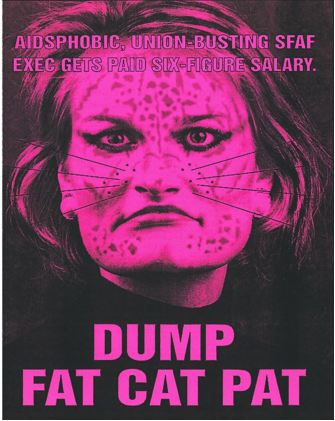 AIDSPHOBIC, UNION-BUSTING SFAF
EXEC GETS PAID SIX-FIGURE SALARY.
DUMP
FAT CAT PAT